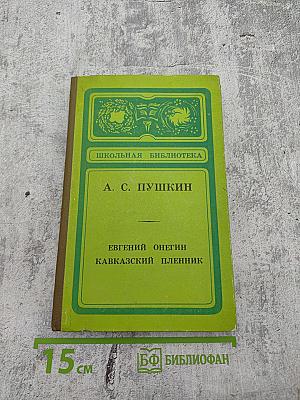 ШКОЛЬНАЯ БИБЛИОТЕКА
А. С. ПУШКИН
ЕВГЕНИЙ ОНЕГИН
КАВКАЗСКИЙ ПЛЕННИК
15 см
БФ БИБЛИОФАН